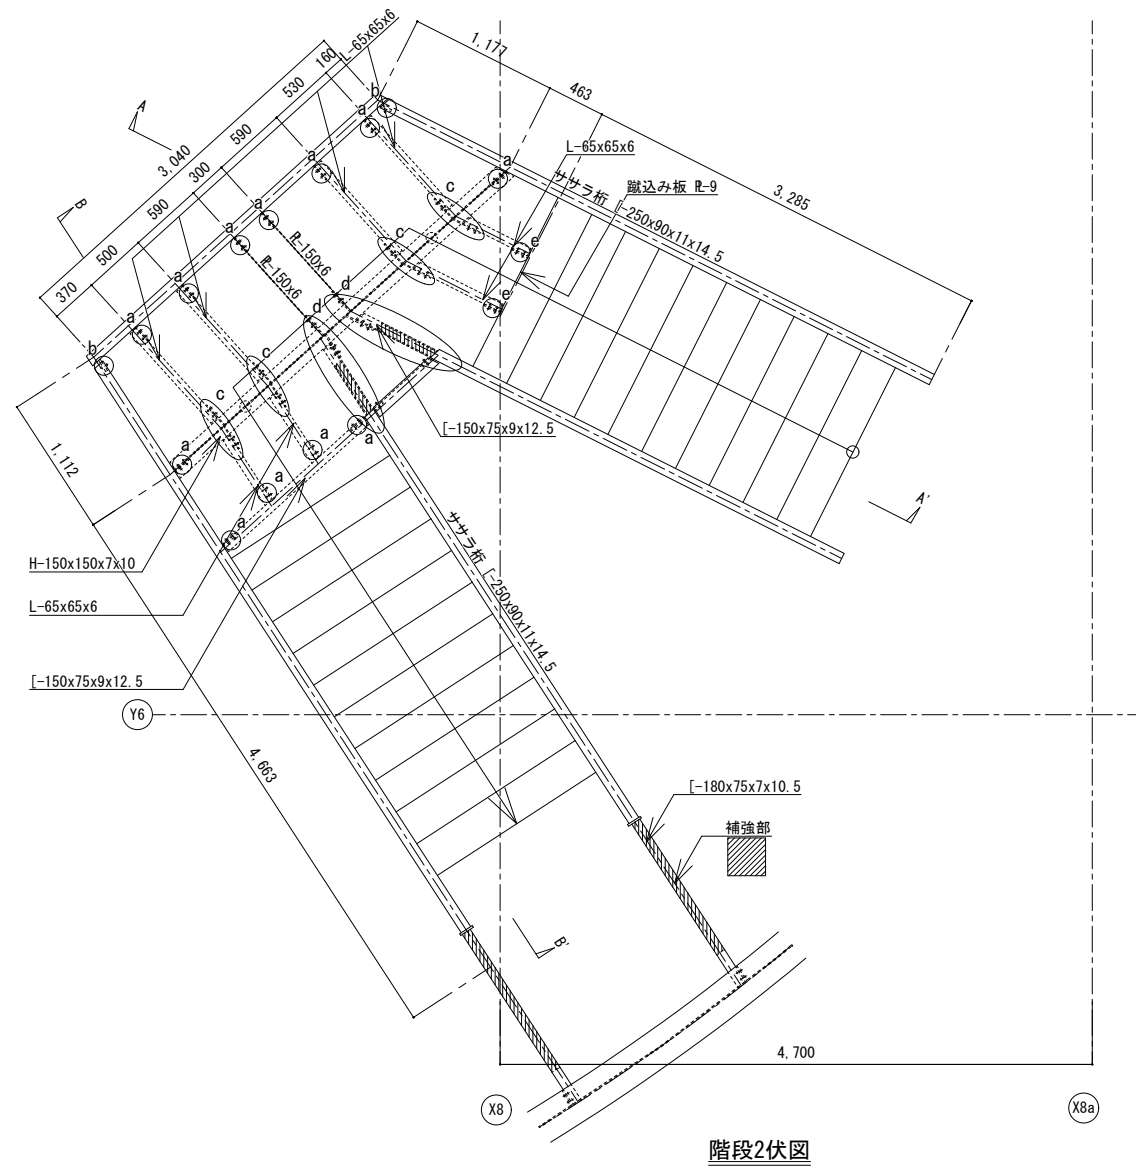 L-65x65x6
160
530
590
300
590
500
370
3,040
1,177
463
3,285
A
B
b
a
a
a
a
a
a
b
a
c
c
e
e
d
d
c
c
a
a
a
a
a
L-65x65x6
蹴込み板 PL-9
ササラ桁 [-250x90x11x14.5
PL-150x6
PL-150x6
[-150x75x9x12.5
A'
1,112
H-150x150x7x10
L-65x65x6
[-150x75x9x12.5
ササラ桁 [-250x90x11x14.5
Y6
4,663
[-180x75x7x10.5
補強部
B'
4,700
X8
X8a
階段2伏図